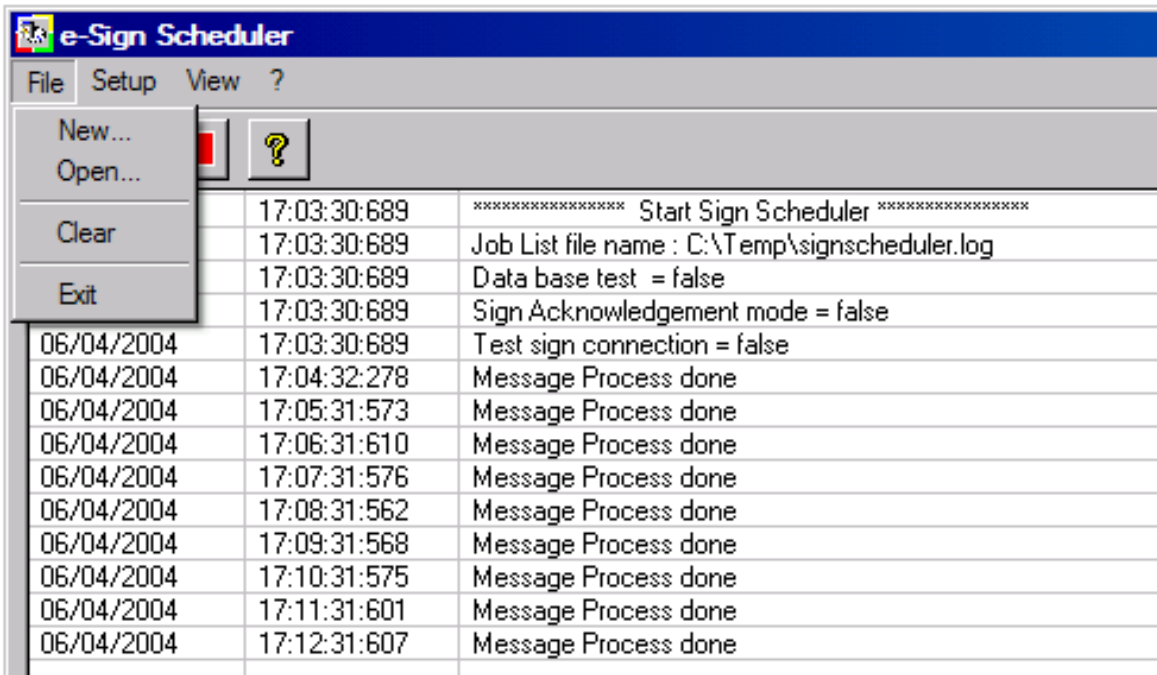 e-Sign Scheduler
File Setup View ?
New...
Open...
Clear
Exit
17:03:30:689 **************** Start Sign Scheduler ****************
17:03:30:689 Job List file name : C:\Temp\signscheduler.log
17:03:30:689 Data base test = false
17:03:30:689 Sign Acknowledgement mode = false
06/04/2004 17:03:30:689 Test sign connection = false
06/04/2004 17:04:32:278 Message Process done
06/04/2004 17:05:31:573 Message Process done
06/04/2004 17:06:31:610 Message Process done
06/04/2004 17:07:31:576 Message Process done
06/04/2004 17:08:31:562 Message Process done
06/04/2004 17:09:31:568 Message Process done
06/04/2004 17:10:31:575 Message Process done
06/04/2004 17:11:31:601 Message Process done
06/04/2004 17:12:31:607 Message Process done